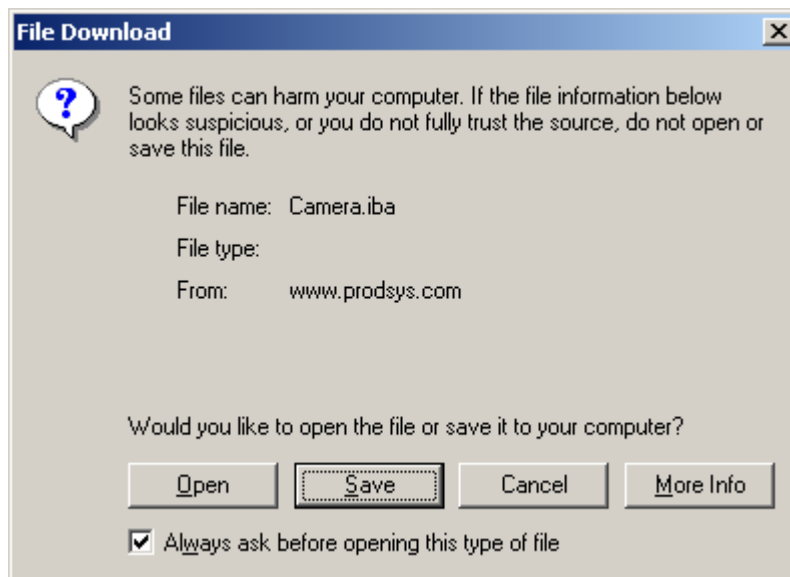 File Download
Some files can harm your computer. If the file information below
looks suspicious, or you do not fully trust the source, do not open or
save this file.
File name: Camera.iba
File type:
From: www.prodsys.com
Would you like to open the file or save it to your computer?
Open Save Cancel More Info
Always ask before opening this type of file